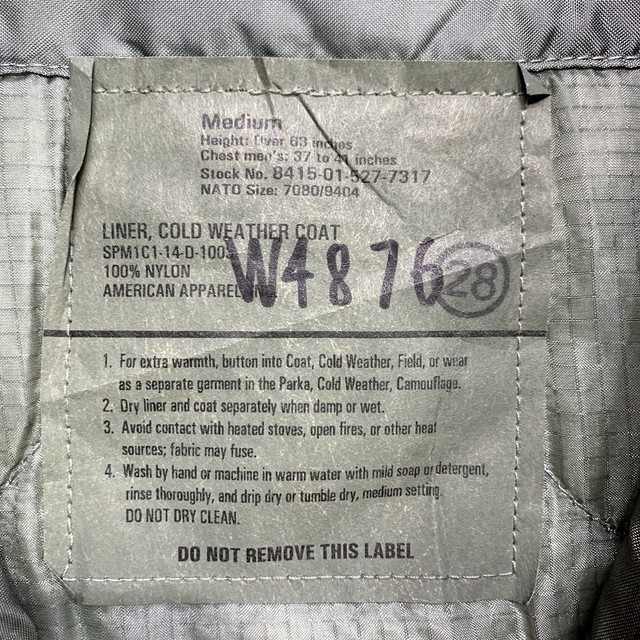 Medium
Height: Over 63 inches
Chest men's: 37 to 41 inches
Stock No. 8415-01-527-7317
NATO Size: 7080/9404
LINER, COLD WEATHER COAT
SPM1C1-14-D-100
100% NYLON
AMERICAN APPAREL
W4876
28
1. For extra warmth, button into Coat, Cold Weather, Field, or wear
as a separate garment in the Parka, Cold Weather, Camouflage.
2. Dry liner and coat separately when damp or wet.
3. Avoid contact with heated stoves, open fires, or other heat
sources; fabric may fuse.
4. Wash by hand or machine in warm water with mild soap or detergent,
rinse thoroughly, and drip dry or tumble dry, medium setting.
DO NOT DRY CLEAN.
DO NOT REMOVE THIS LABEL